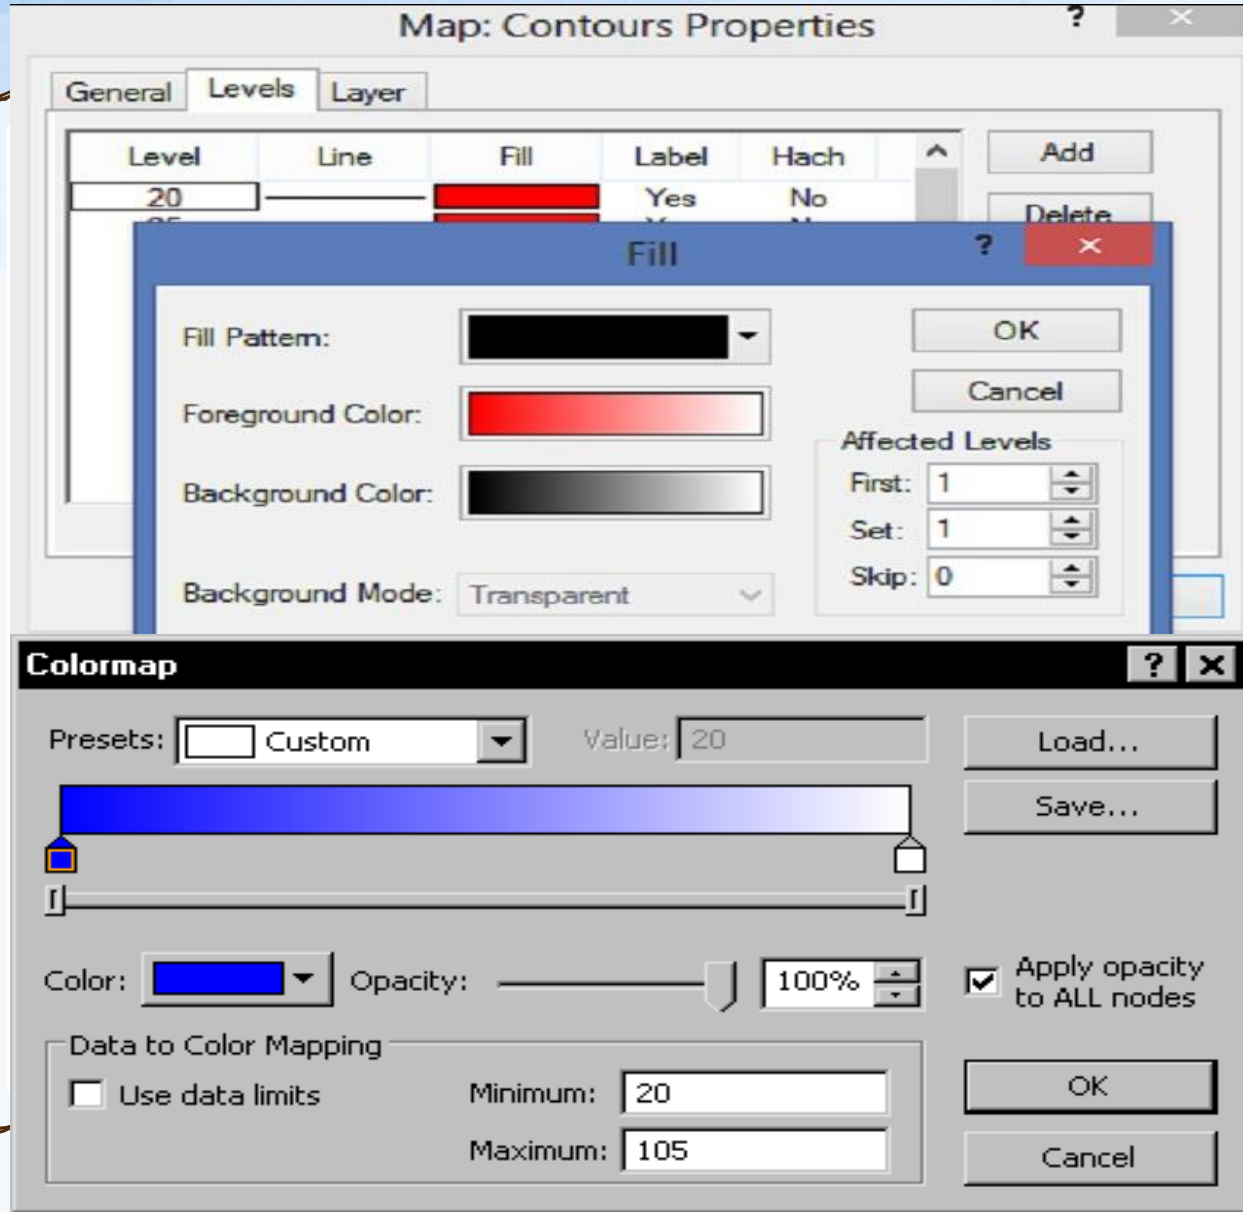 Map: Contours Properties ?
General Levels Layer
Level Line Fill Label Hach Add
20 Yes No
Delete
Fill ?
Fill Pattern: OK
Cancel
Foreground Color:
Affected Levels
First: 1
Background Color:
Set: 1
Skip: 0
Background Mode: Transparent
Colormap ?
Presets: Custom Value: 20 Load...
Save...
Color: Opacity: 100% Apply opacity
to ALL nodes
Data to Color Mapping
Use data limits Minimum: 20 OK
Maximum: 105 Cancel